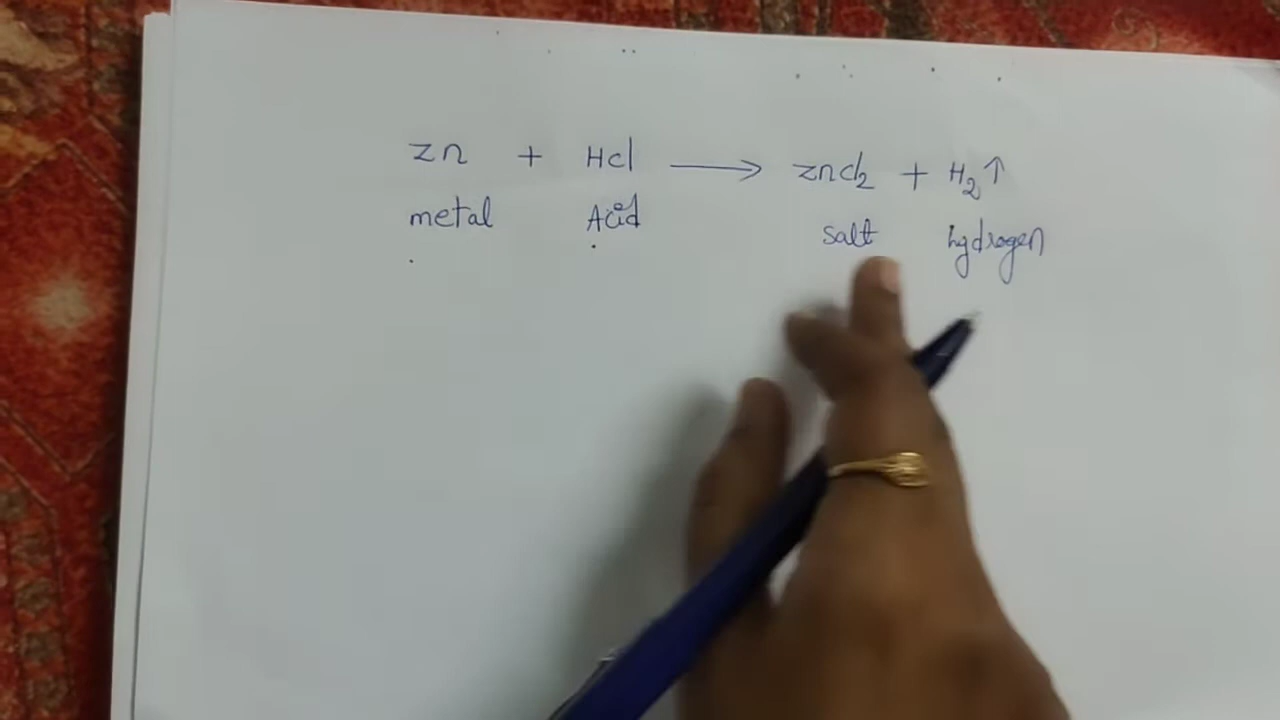 Zn + Hcl → Zncl2 + H2↑
metal Acid salt hydrogen